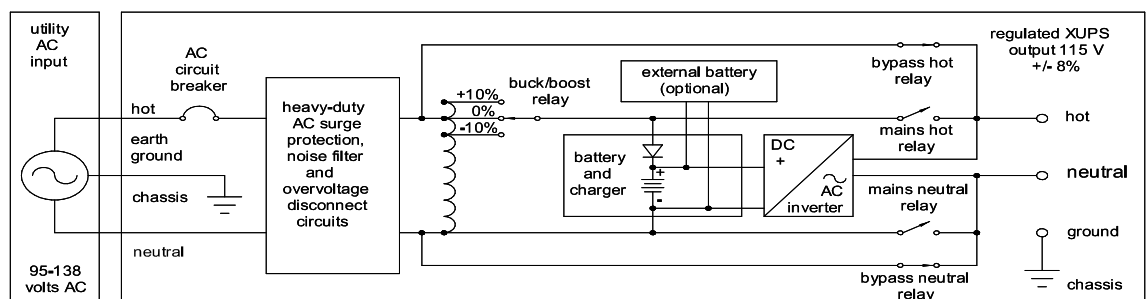 utility
AC
input
AC
circuit
breaker
hot
earth
ground
chassis
neutral
95-138
volts AC
heavy-duty
AC surge
protection,
noise filter
and
overvoltage
disconnect
circuits
+10%
0%
-10%
buck/boost
relay
external battery
(optional)
battery
and
charger
+
-
DC
+
AC
inverter
bypass hot
relay
mains hot
relay
mains neutral
relay
bypass neutral
relay
regulated XUPS
output 115 V
+/- 8%
hot
neutral
ground
chassis